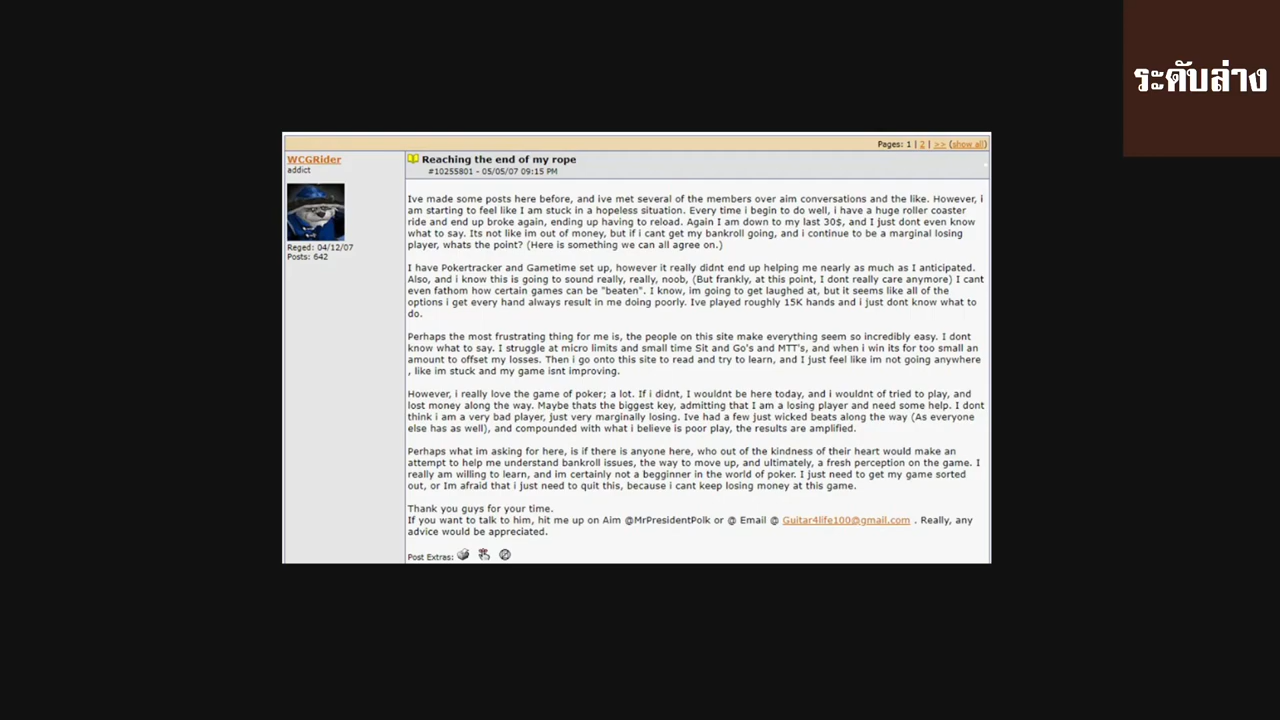 ระดับล่าง
Pages: 1 | 2 | >> (show all)
WCGRider
addict
Reged: 04/12/07
Posts: 642
Reaching the end of my rope
#10255801 - 05/05/07 09:15 PM
Ive made some posts here before, and ive met several of the members over aim conversations and the like. However, i
am starting to feel like I am stuck in a hopeless situation. Every time i begin to do well, i have a huge roller coaster
ride and end up broke again, ending up having to reload. Again I am down to my last 30$, and I just dont even know
what to say. Its not like im out of money, but if i cant get my bankroll going, and i continue to be a marginal losing
player, whats the point? (Here is something we can all agree on.)
I have Pokertracker and Gametime set up, however it really didnt end up helping me nearly as much as I anticipated.
Also, and i know this is going to sound really, really, noob, (But frankly, at this point, I dont really care anymore) I cant
even fathom how certain games can be "beaten". I know, im going to get laughed at, but it seems like all of the
options i get every hand always result in me doing poorly. Ive played roughly 15K hands and i just dont know what to
do.
Perhaps the most frustrating thing for me is, the people on this site make everything seem so incredibly easy. I dont
know what to say. I struggle at micro limits and small time Sit and Go's and MTT's, and when i win its for too small an
amount to offset my losses. Then i go onto this site to read and try to learn, and I just feel like im not going anywhere
, like im stuck and my game isnt improving.
However, i really love the game of poker; a lot. If i didnt, I wouldnt be here today, and i wouldnt of tried to play, and
lost money along the way. Maybe thats the biggest key, admitting that I am a losing player and need some help. I dont
think i am a very bad player, just very marginally losing. Ive had a few just wicked beats along the way (As everyone
else has as well), and compounded with what i believe is poor play, the results are amplified.
Perhaps what im asking for here, is if there is anyone here, who out of the kindness of their heart would make an
attempt to help me understand bankroll issues, the way to move up, and ultimately, a fresh perception on the game. I
really am willing to learn, and im certainly not a begginner in the world of poker. I just need to get my game sorted
out, or Im afraid that i just need to quit this, because i cant keep losing money at this game.
Thank you guys for your time.
If you want to talk to him, hit me up on Aim @MrPresidentPolk or @ Email @ Guitar4life100@gmail.com . Really, any
advice would be appreciated.
Post Extras: